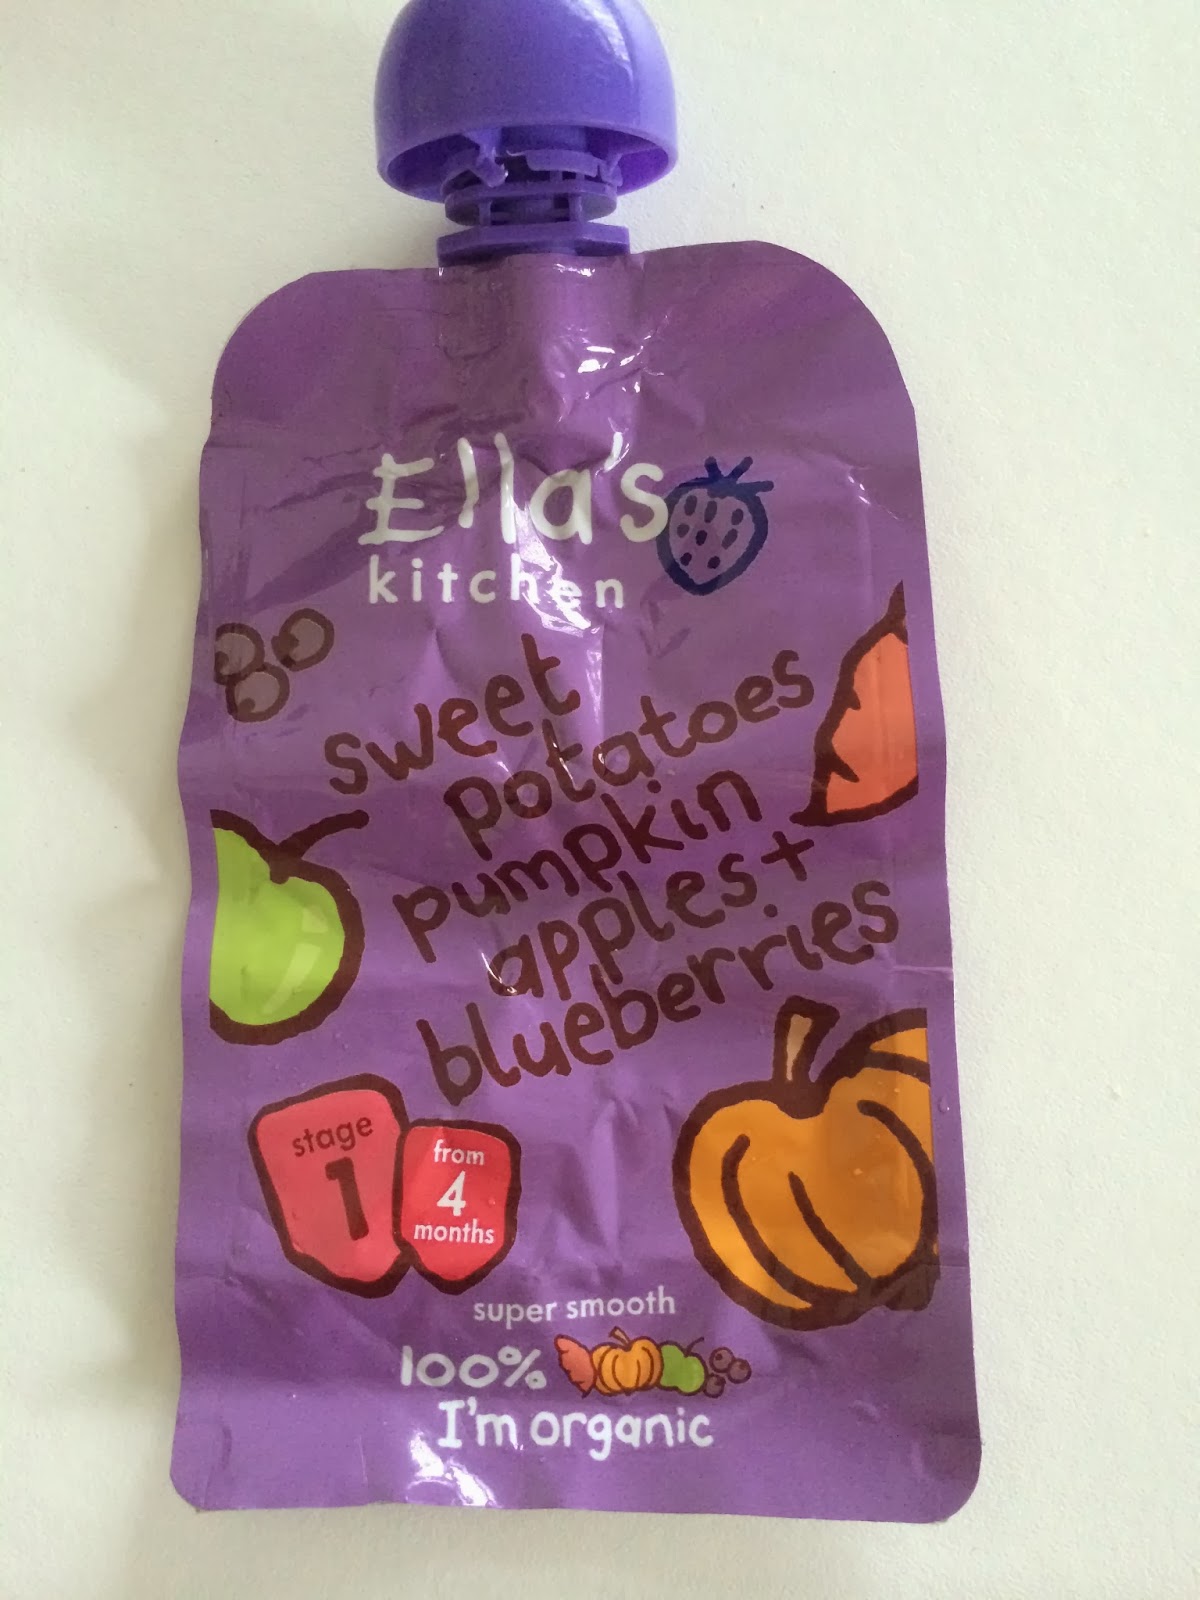 Ella's
kitchen
sweet
potatoes
pumpkin
apples+
blueberries
stage
1
from
4
months
super smooth
100%
I'm organic